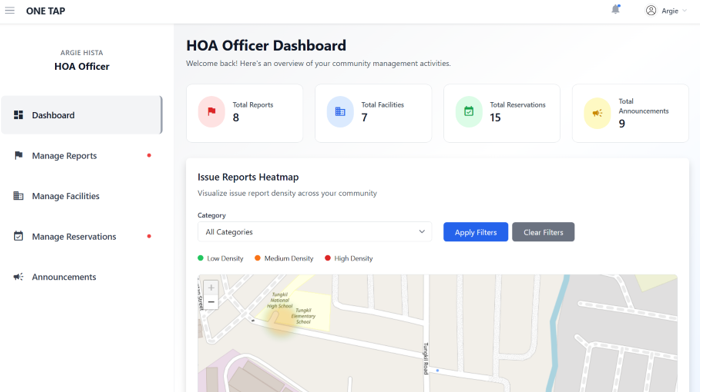 ONE TAP
Argie
ARGIE HISTA
HOA Officer
Dashboard
Manage Reports
Manage Facilities
Manage Reservations
Announcements
HOA Officer Dashboard
Welcome back! Here's an overview of your community management activities.
Total Reports
8
Total Facilities
7
Total Reservations
15
Total
Announcements
9
Issue Reports Heatmap
Visualize issue report density across your community
Category
All Categories
Apply Filters
Clear Filters
Low Density
Medium Density
High Density
+
−
Street
Tungkil
National
High School
Tungkil
Elementary
School
Tungkil Road